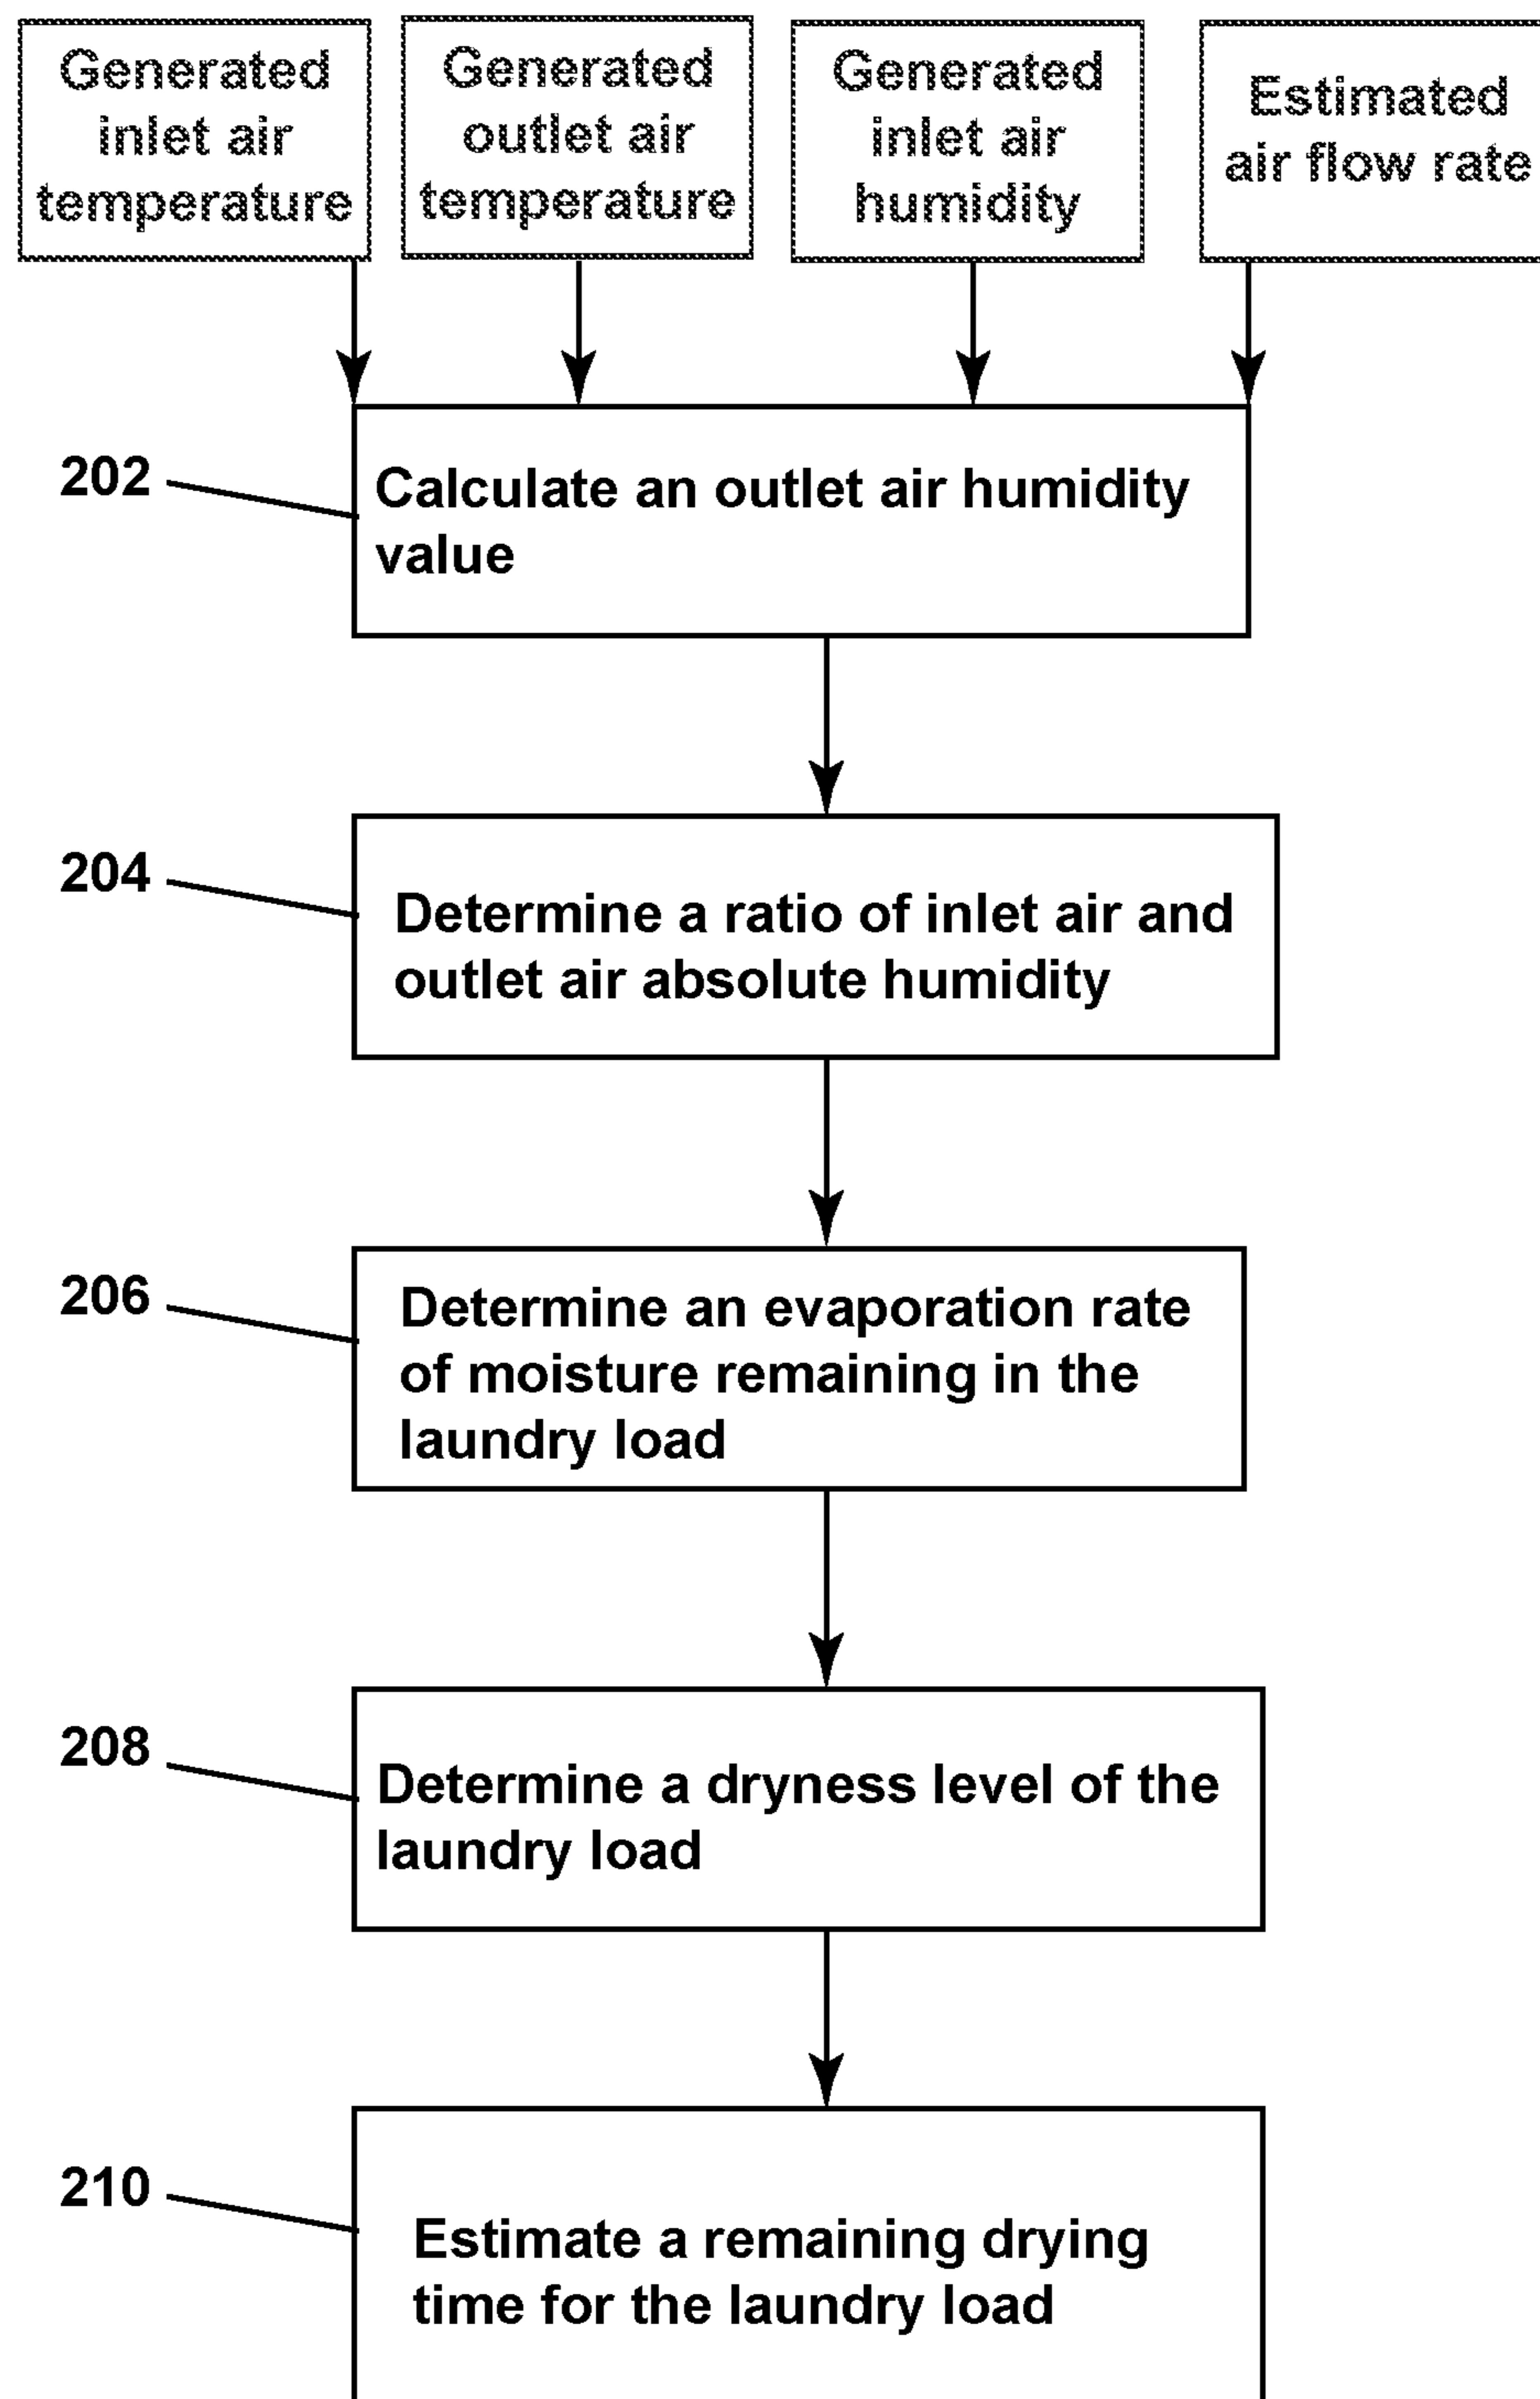 Generated
inlet air
temperature
Generated
outlet air
temperature
Generated
inlet air
humidity
Estimated
air flow rate
202
Calculate an outlet air humidity
value
204
Determine a ratio of inlet air and
outlet air absolute humidity
206
Determine an evaporation rate
of moisture remaining in the
laundry load
208
Determine a dryness level of the
laundry load
210
Estimate a remaining drying
time for the laundry load